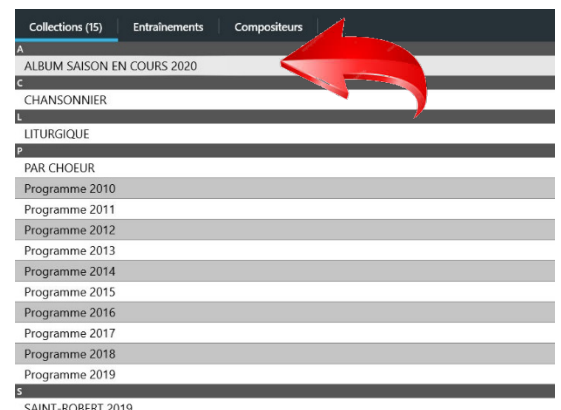 Collections (15) Entraînements Compositeurs
A
ALBUM SAISON EN COURS 2020
C
CHANSONNIER
L
LITURGIQUE
P
PAR CHOEUR
Programme 2010
Programme 2011
Programme 2012
Programme 2013
Programme 2014
Programme 2015
Programme 2016
Programme 2017
Programme 2018
Programme 2019
S
SAINT-ROBERT 2019